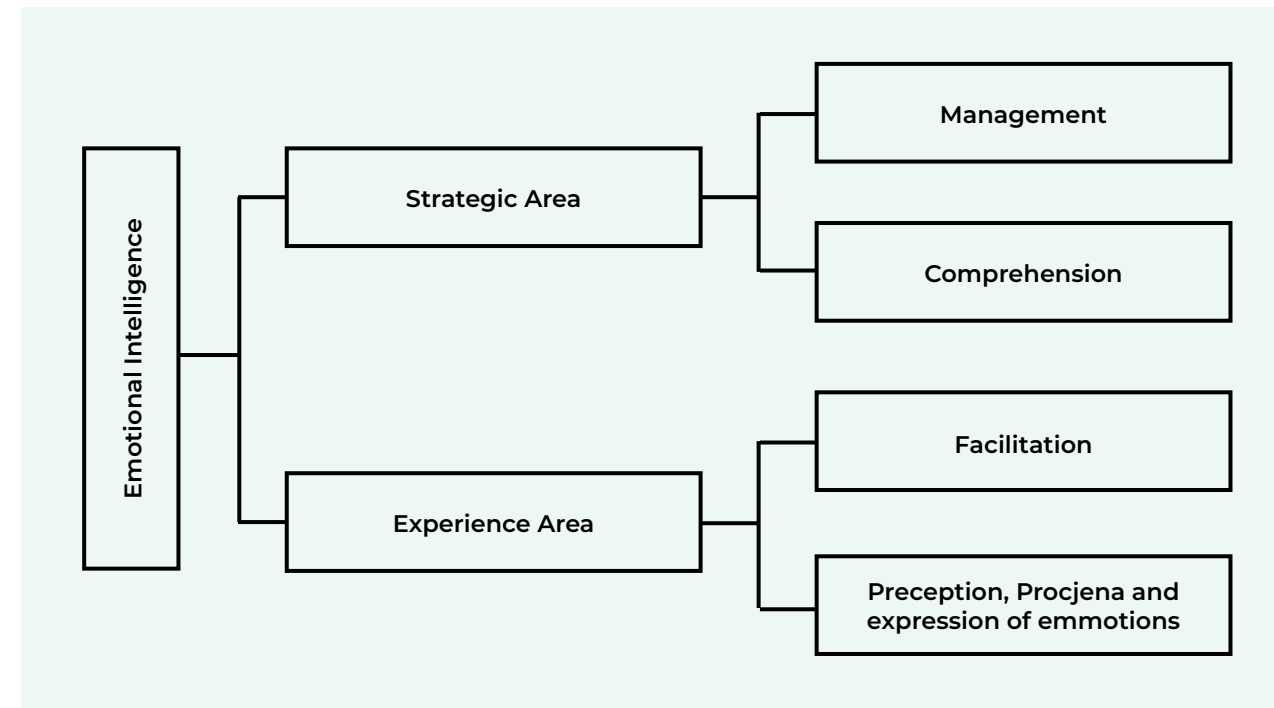 Emotional Intelligence
Strategic Area
Management
Comprehension
Experience Area
Facilitation
Preception, Procjena and
expression of emmotions